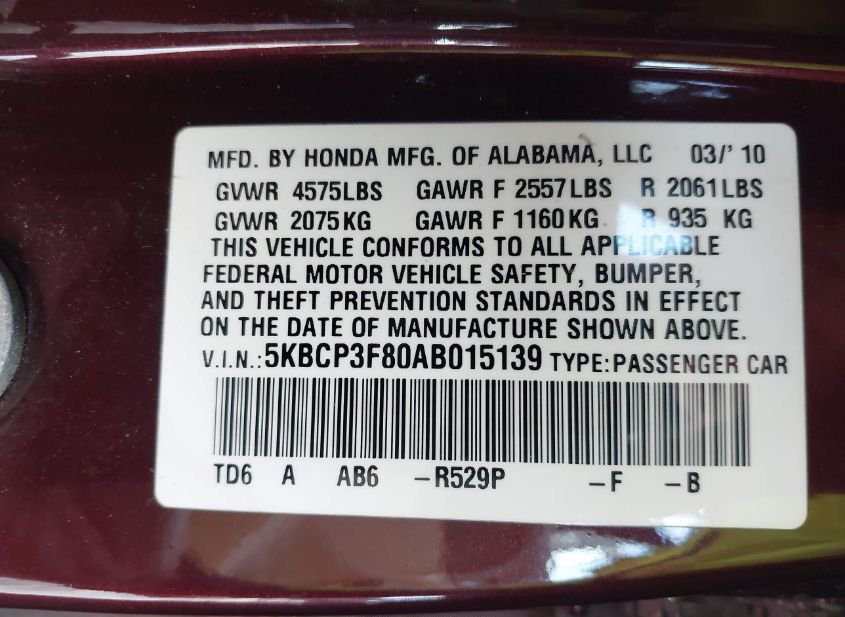 MFD. BY HONDA MFG. OF ALABAMA, LLC 03/' 10
GVWR 4575LBS GAWR F 2557LBS R 2061LBS
GVWR 2075KG GAWR F 1160KG R 935 KG
THIS VEHICLE CONFORMS TO ALL APPLICABLE
FEDERAL MOTOR VEHICLE SAFETY, BUMPER,
AND THEFT PREVENTION STANDARDS IN EFFECT
ON THE DATE OF MANUFACTURE SHOWN ABOVE.
V.I.N.:5KBCP3F80AB015139 TYPE:PASSENGER CAR
TD6 A AB6 -R529P -F -B